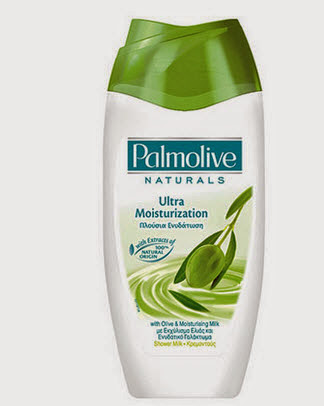 Palmolive
NATURALS
Ultra
Moisturization
Πλούσια Ενυδάτωση
with Extracts of
100%
NATURAL
ORIGIN
with Olive & Moisturising Milk
με Εκχύλισμα Ελιάς και
Ενυδατικό Γαλάκτωμα
Shower Milk • Κρεμοντούς